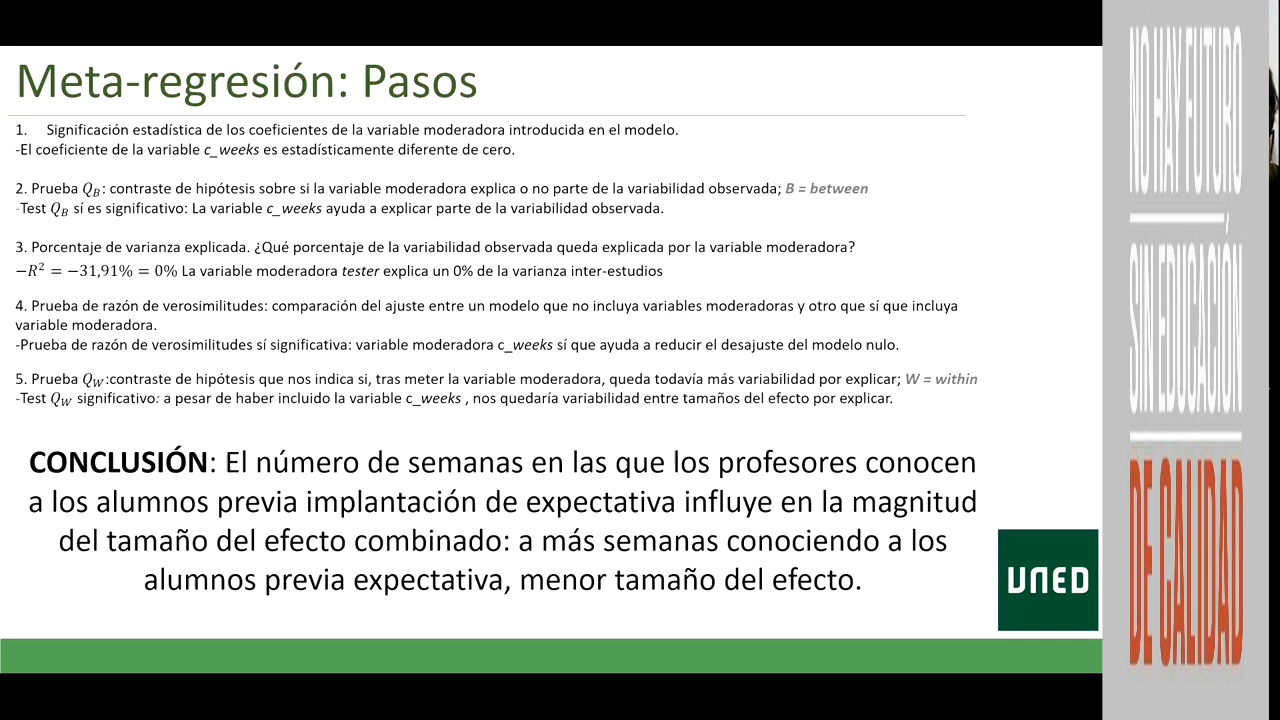 Meta-regresión: Pasos
1. Significación estadística de los coeficientes de la variable moderadora introducida en el modelo.
-El coeficiente de la variable c_weeks es estadísticamente diferente de cero.
2. Prueba Q_B: contraste de hipótesis sobre si la variable moderadora explica o no parte de la variabilidad observada; B = between
-Test Q_B sí es significativo: La variable c_weeks ayuda a explicar parte de la variabilidad observada.
3. Porcentaje de varianza explicada. ¿Qué porcentaje de la variabilidad observada queda explicada por la variable moderadora?
−R² = −31,91% = 0% La variable moderadora tester explica un 0% de la varianza inter-estudios
4. Prueba de razón de verosimilitudes: comparación del ajuste entre un modelo que no incluya variables moderadoras y otro que sí que incluya
variable moderadora.
-Prueba de razón de verosimilitudes sí significativa: variable moderadora c_weeks sí que ayuda a reducir el desajuste del modelo nulo.
5. Prueba Q_W:contraste de hipótesis que nos indica si, tras meter la variable moderadora, queda todavía más variabilidad por explicar; W = within
-Test Q_W significativo: a pesar de haber incluido la variable c_weeks , nos quedaría variabilidad entre tamaños del efecto por explicar.
CONCLUSIÓN: El número de semanas en las que los profesores conocen
a los alumnos previa implantación de expectativa influye en la magnitud
del tamaño del efecto combinado: a más semanas conociendo a los
alumnos previa expectativa, menor tamaño del efecto.
UNED
NO HAY FUTURO
SIN EDUCACIÓN
DE CALIDAD